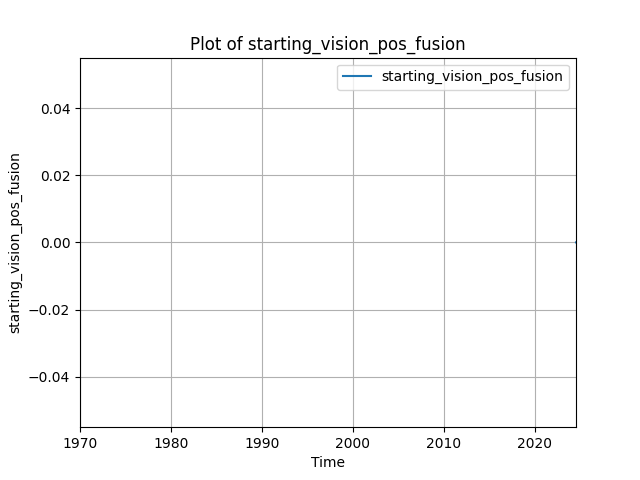 Plot of starting_vision_pos_fusion
starting_vision_pos_fusion
0.04
0.02
0.00
−0.02
−0.04
starting_vision_pos_fusion
1970 1980 1990 2000 2010 2020
Time